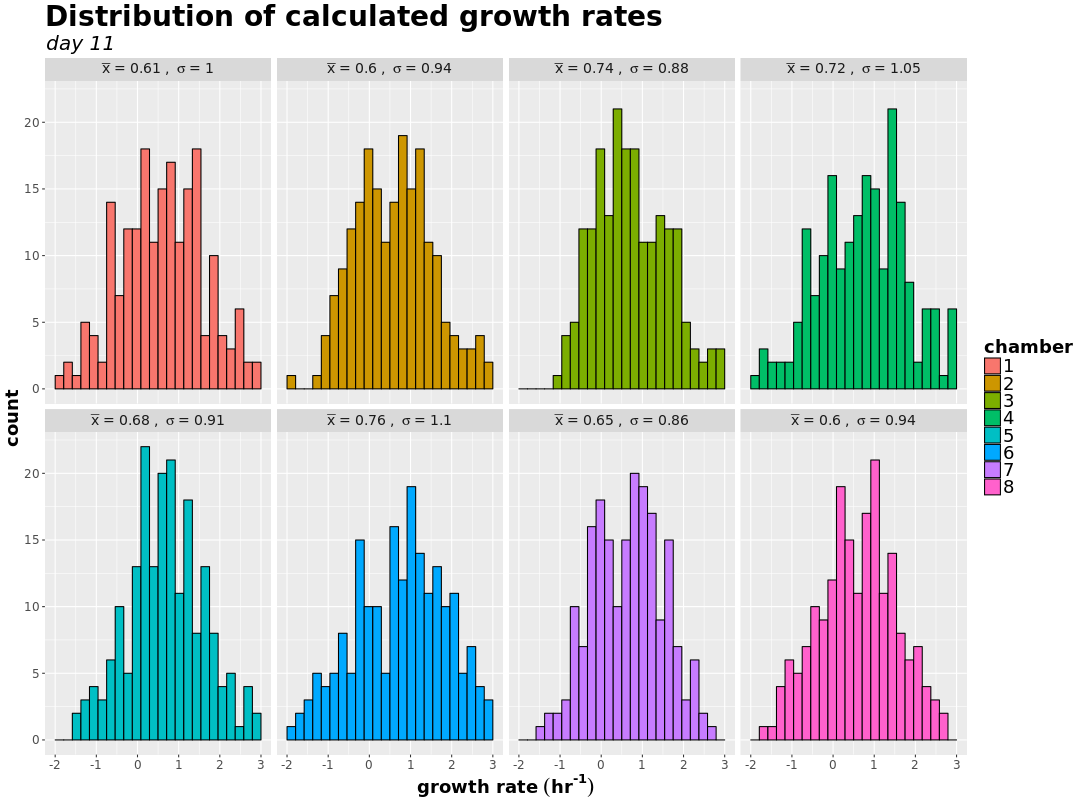 Distribution of calculated growth rates
day 11
x̅ = 0.61 , σ = 1
x̅ = 0.6 , σ = 0.94
x̅ = 0.74 , σ = 0.88
x̅ = 0.72 , σ = 1.05
20
15
10
5
0
x̅ = 0.68 , σ = 0.91
x̅ = 0.76 , σ = 1.1
x̅ = 0.65 , σ = 0.86
x̅ = 0.6 , σ = 0.94
20
15
10
5
0
-2 -1 0 1 2 3
-2 -1 0 1 2 3
-2 -1 0 1 2 3
-2 -1 0 1 2 3
count
growth rate (hr⁻¹)
chamber
1
2
3
4
5
6
7
8